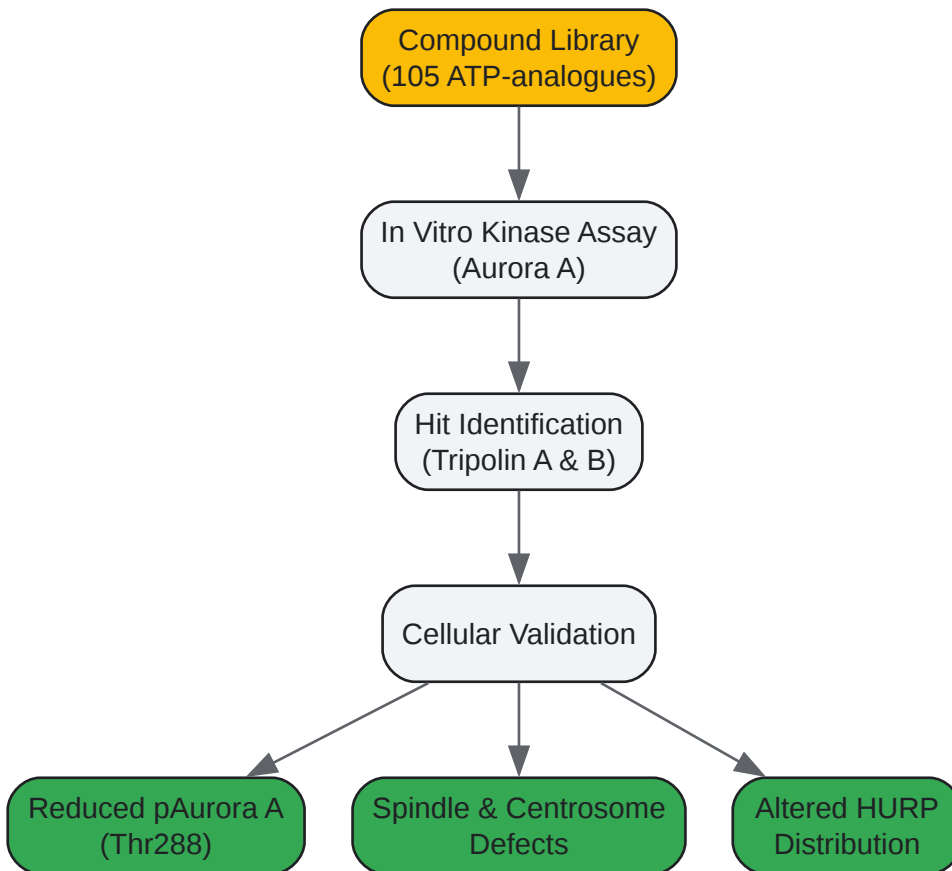 Compound Library
(105 ATP-analogues)
In Vitro Kinase Assay
(Aurora A)
Hit Identification
(Tripolin A & B)
Cellular Validation
Reduced pAurora A
(Thr288)
Spindle & Centrosome
Defects
Altered HURP
Distribution